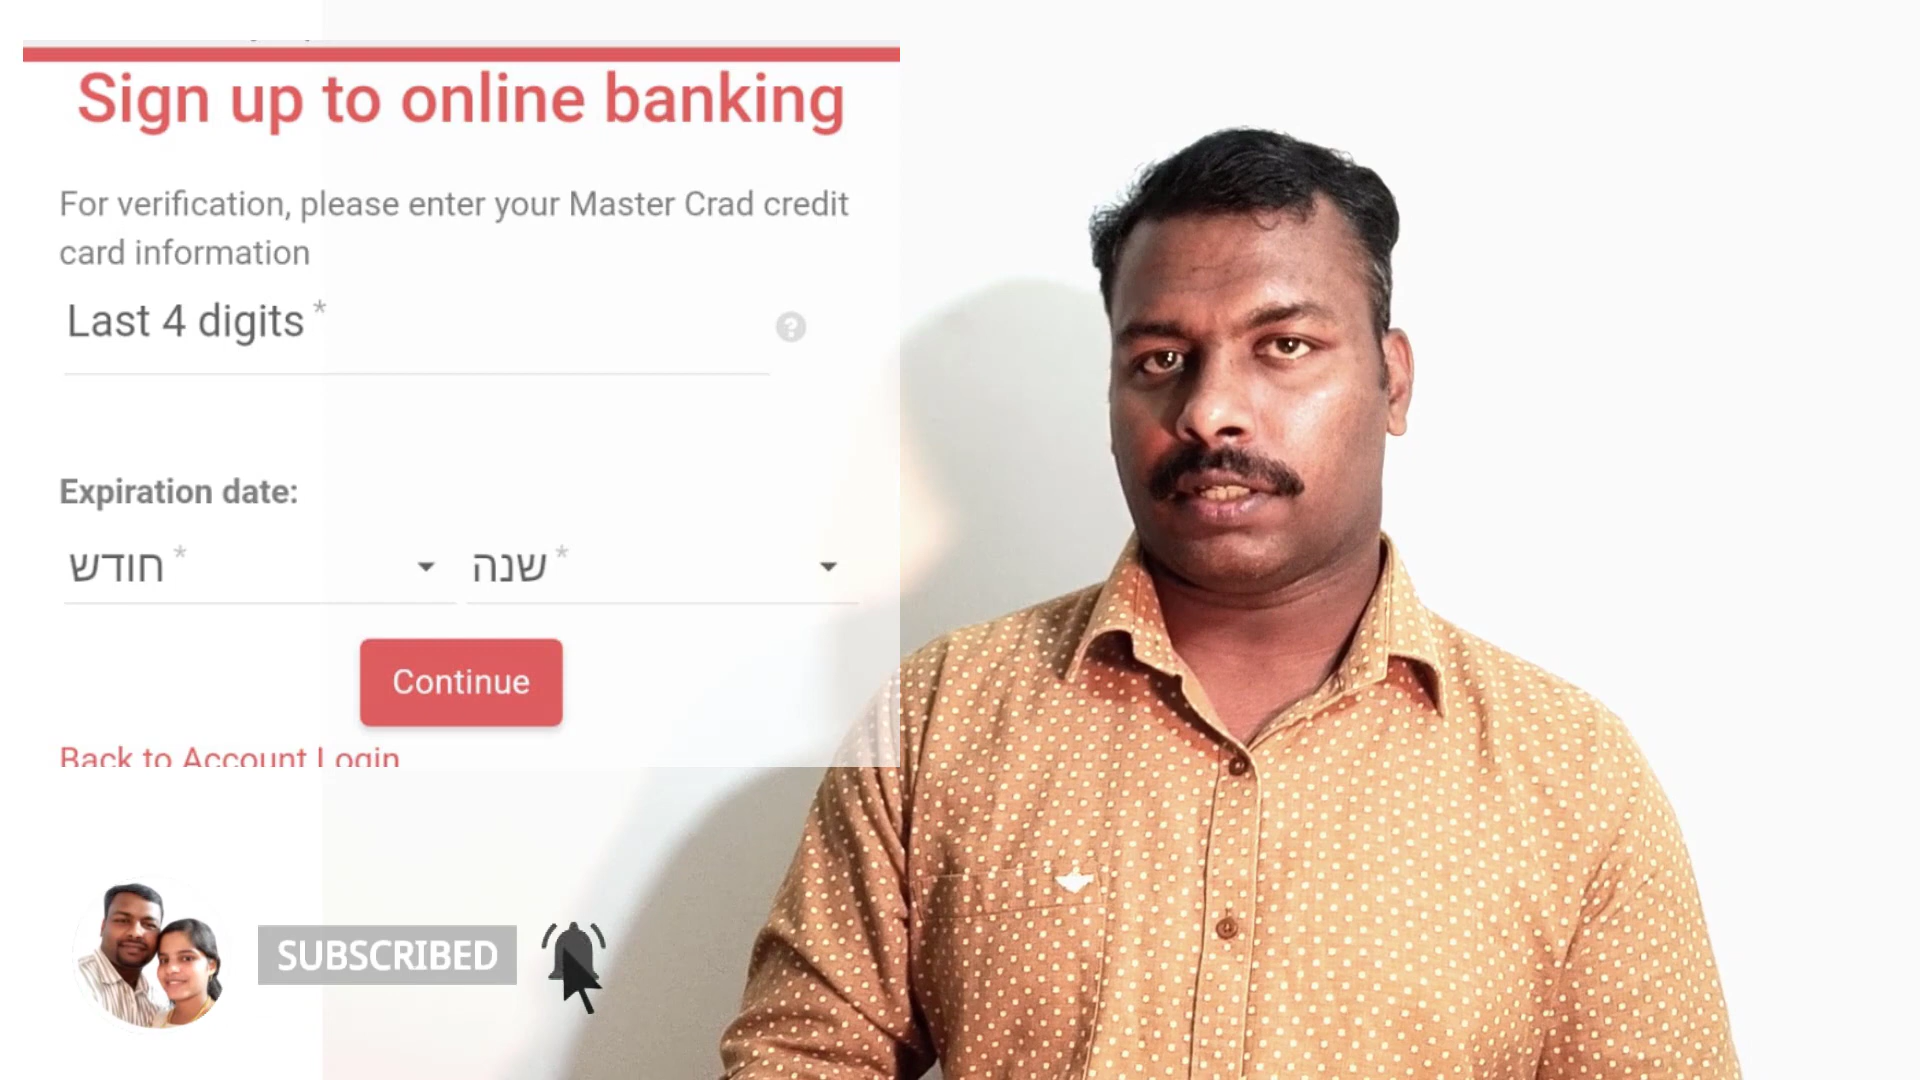 Sign up to online banking
For verification, please enter your Master Crad credit
card information
Last 4 digits *
Expiration date:
חודש * שנה *
Continue
Back to Account Login
SUBSCRIBED